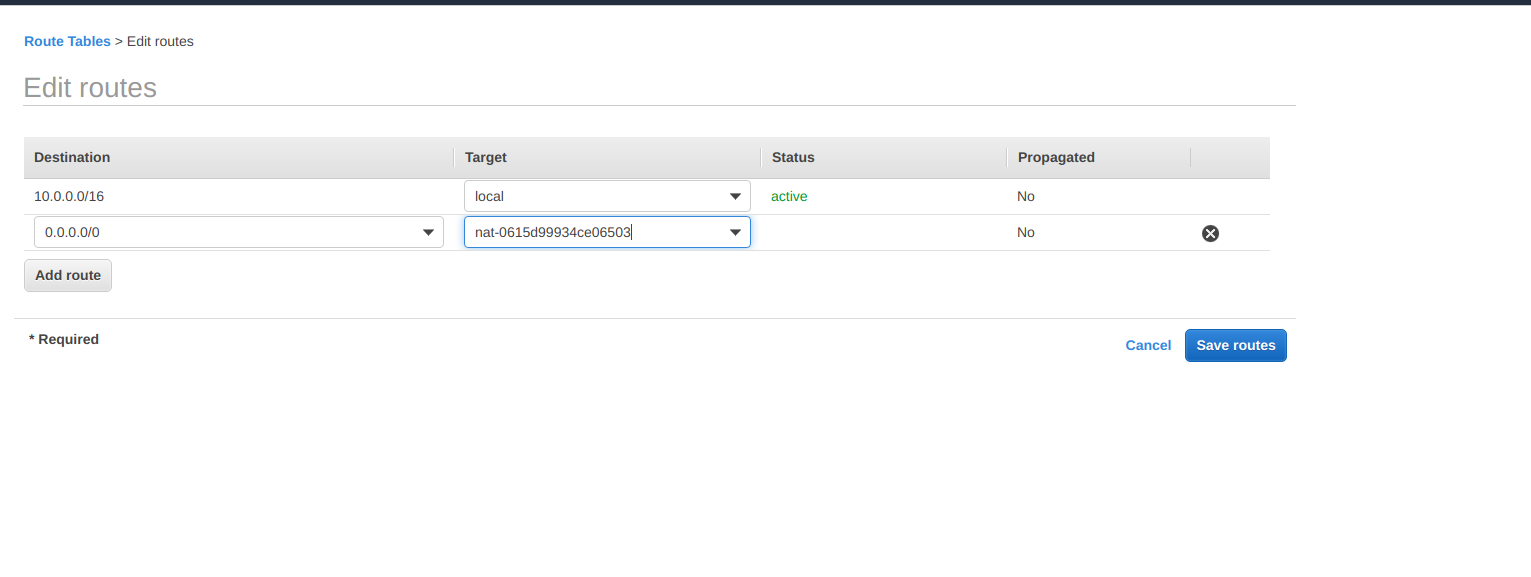 Route Tables > Edit routes
Edit routes
Destination Target Status Propagated
10.0.0.0/16 local active No
0.0.0.0/0 nat-0615d99934ce06503 No
Add route
* Required
Cancel Save routes